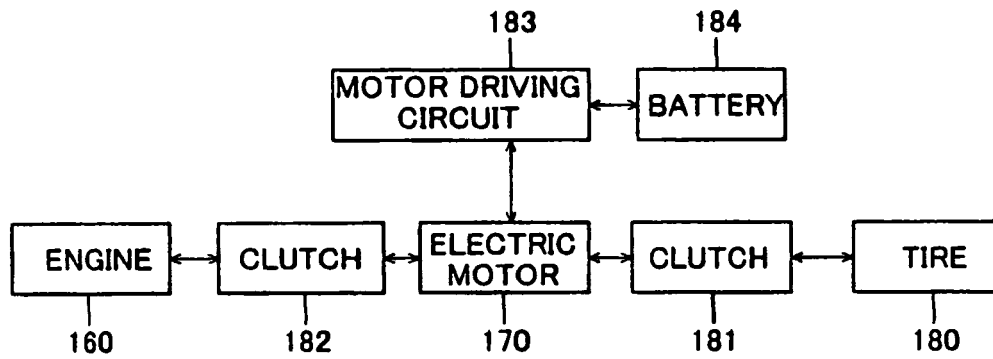 183
184
MOTOR DRIVING
CIRCUIT
BATTERY
ENGINE
CLUTCH
ELECTRIC
MOTOR
CLUTCH
TIRE
160
182
170
181
180